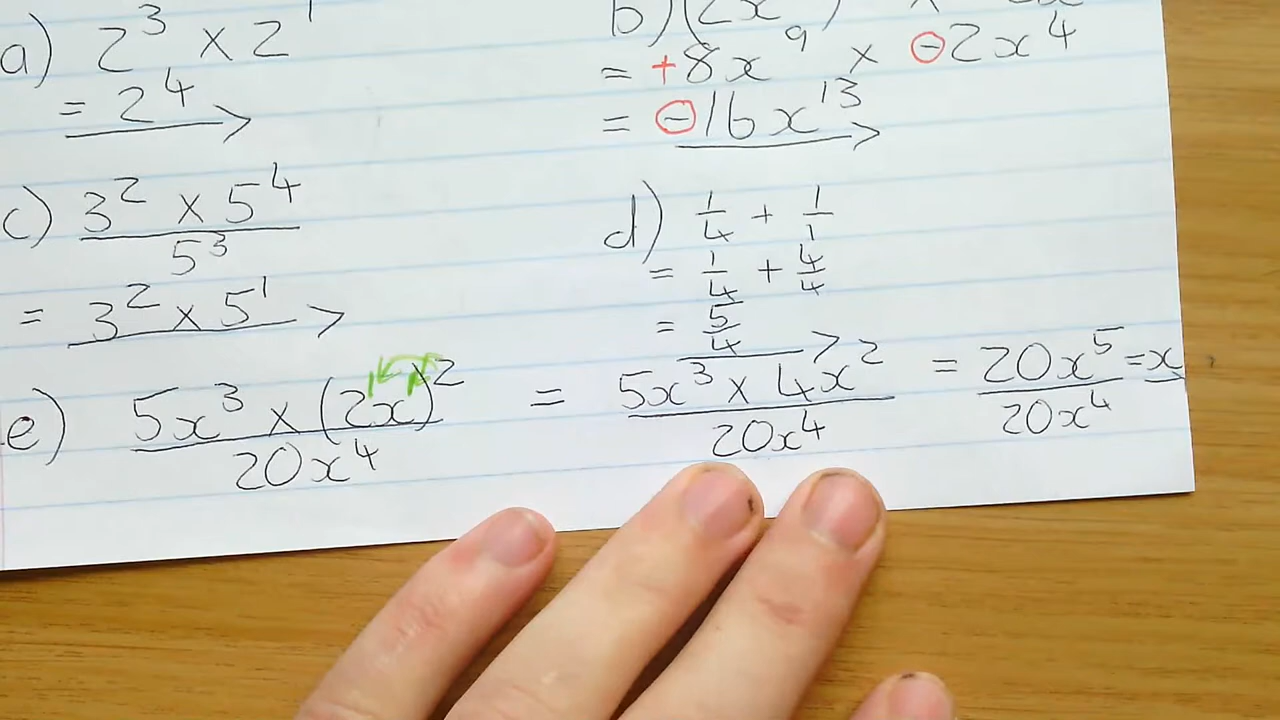 a) 2³ × 2¹
= 2⁴
b) (2x ) ×
= +8x⁹ × -2x⁴
= -16x¹³
c) 3² × 5⁴ / 5³
= 3² × 5¹
d) 1/4 + 1/1
= 1/4 + 4/4
= 5/4
e) 5x³ × (2x)² / 20x⁴ = 5x³ × 4x² / 20x⁴ = 20x⁵ / 20x⁴ = x